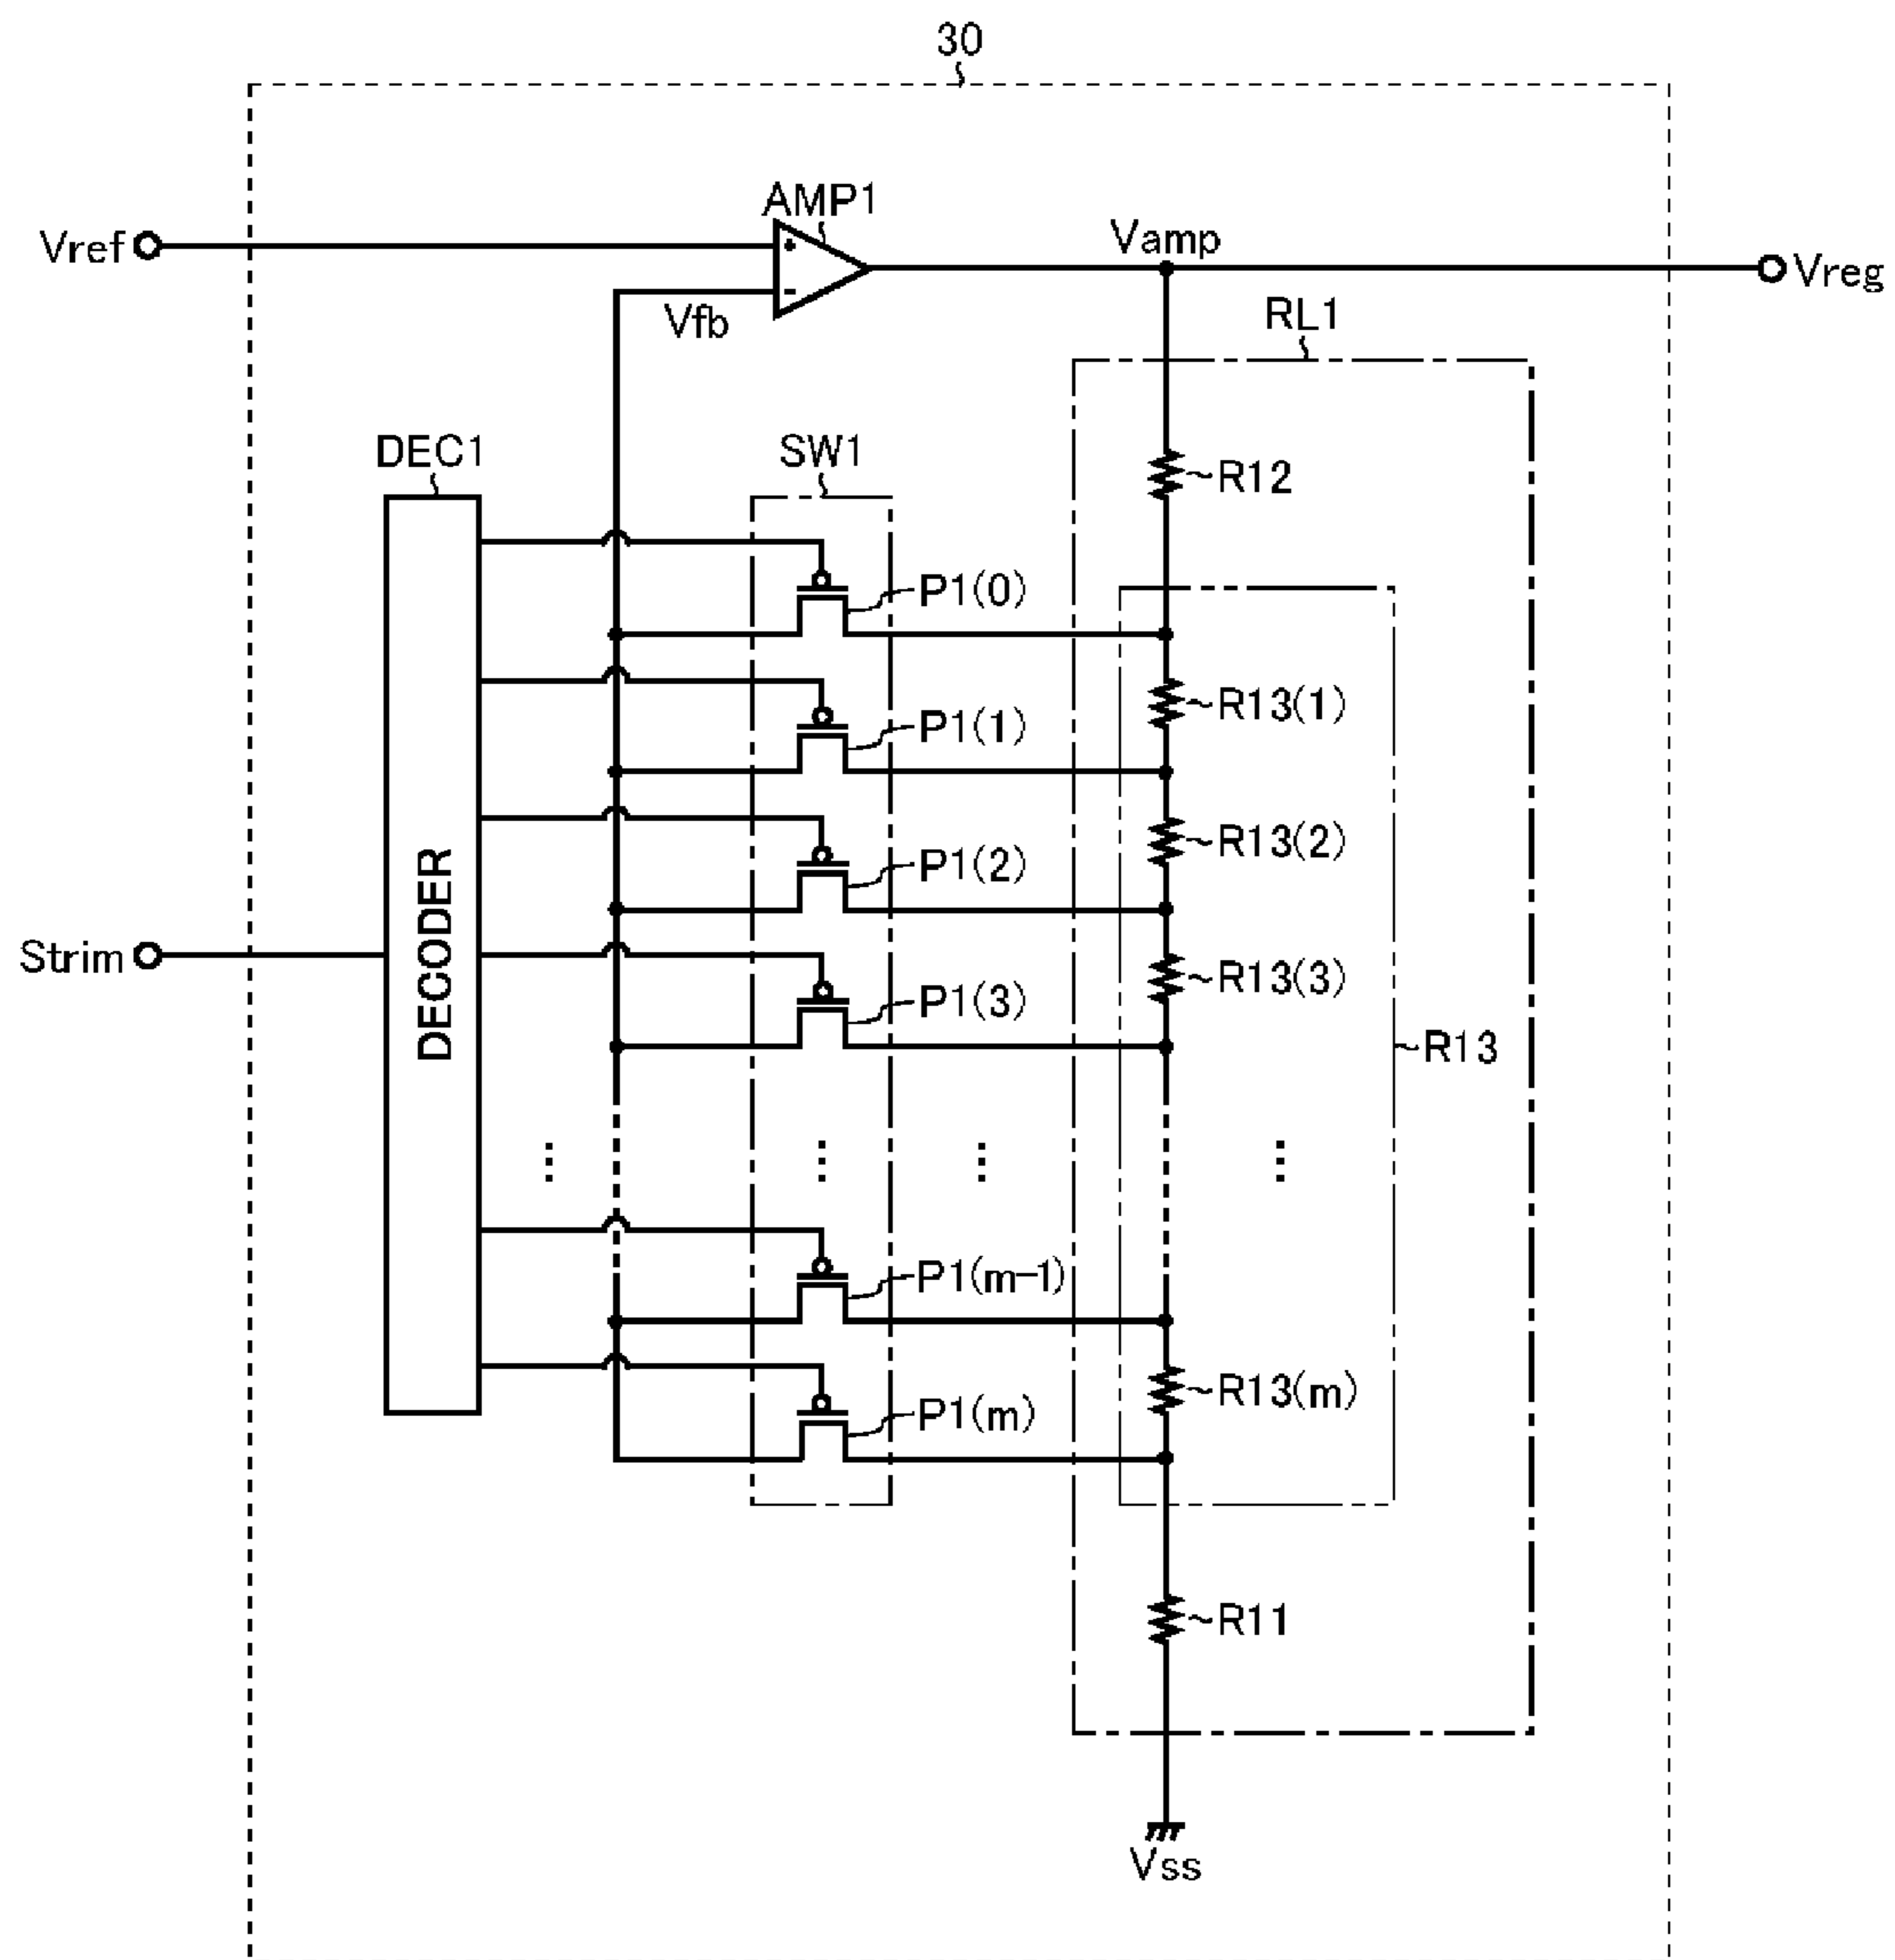 30
AMP1
Vref
Vamp
Vreg
Vfb
RL1
DEC1
SW1
R12
P1(0)
R13(1)
P1(1)
R13(2)
P1(2)
DECODER
Strim
R13(3)
P1(3)
R13
P1(m-1)
R13(m)
P1(m)
R11
Vss